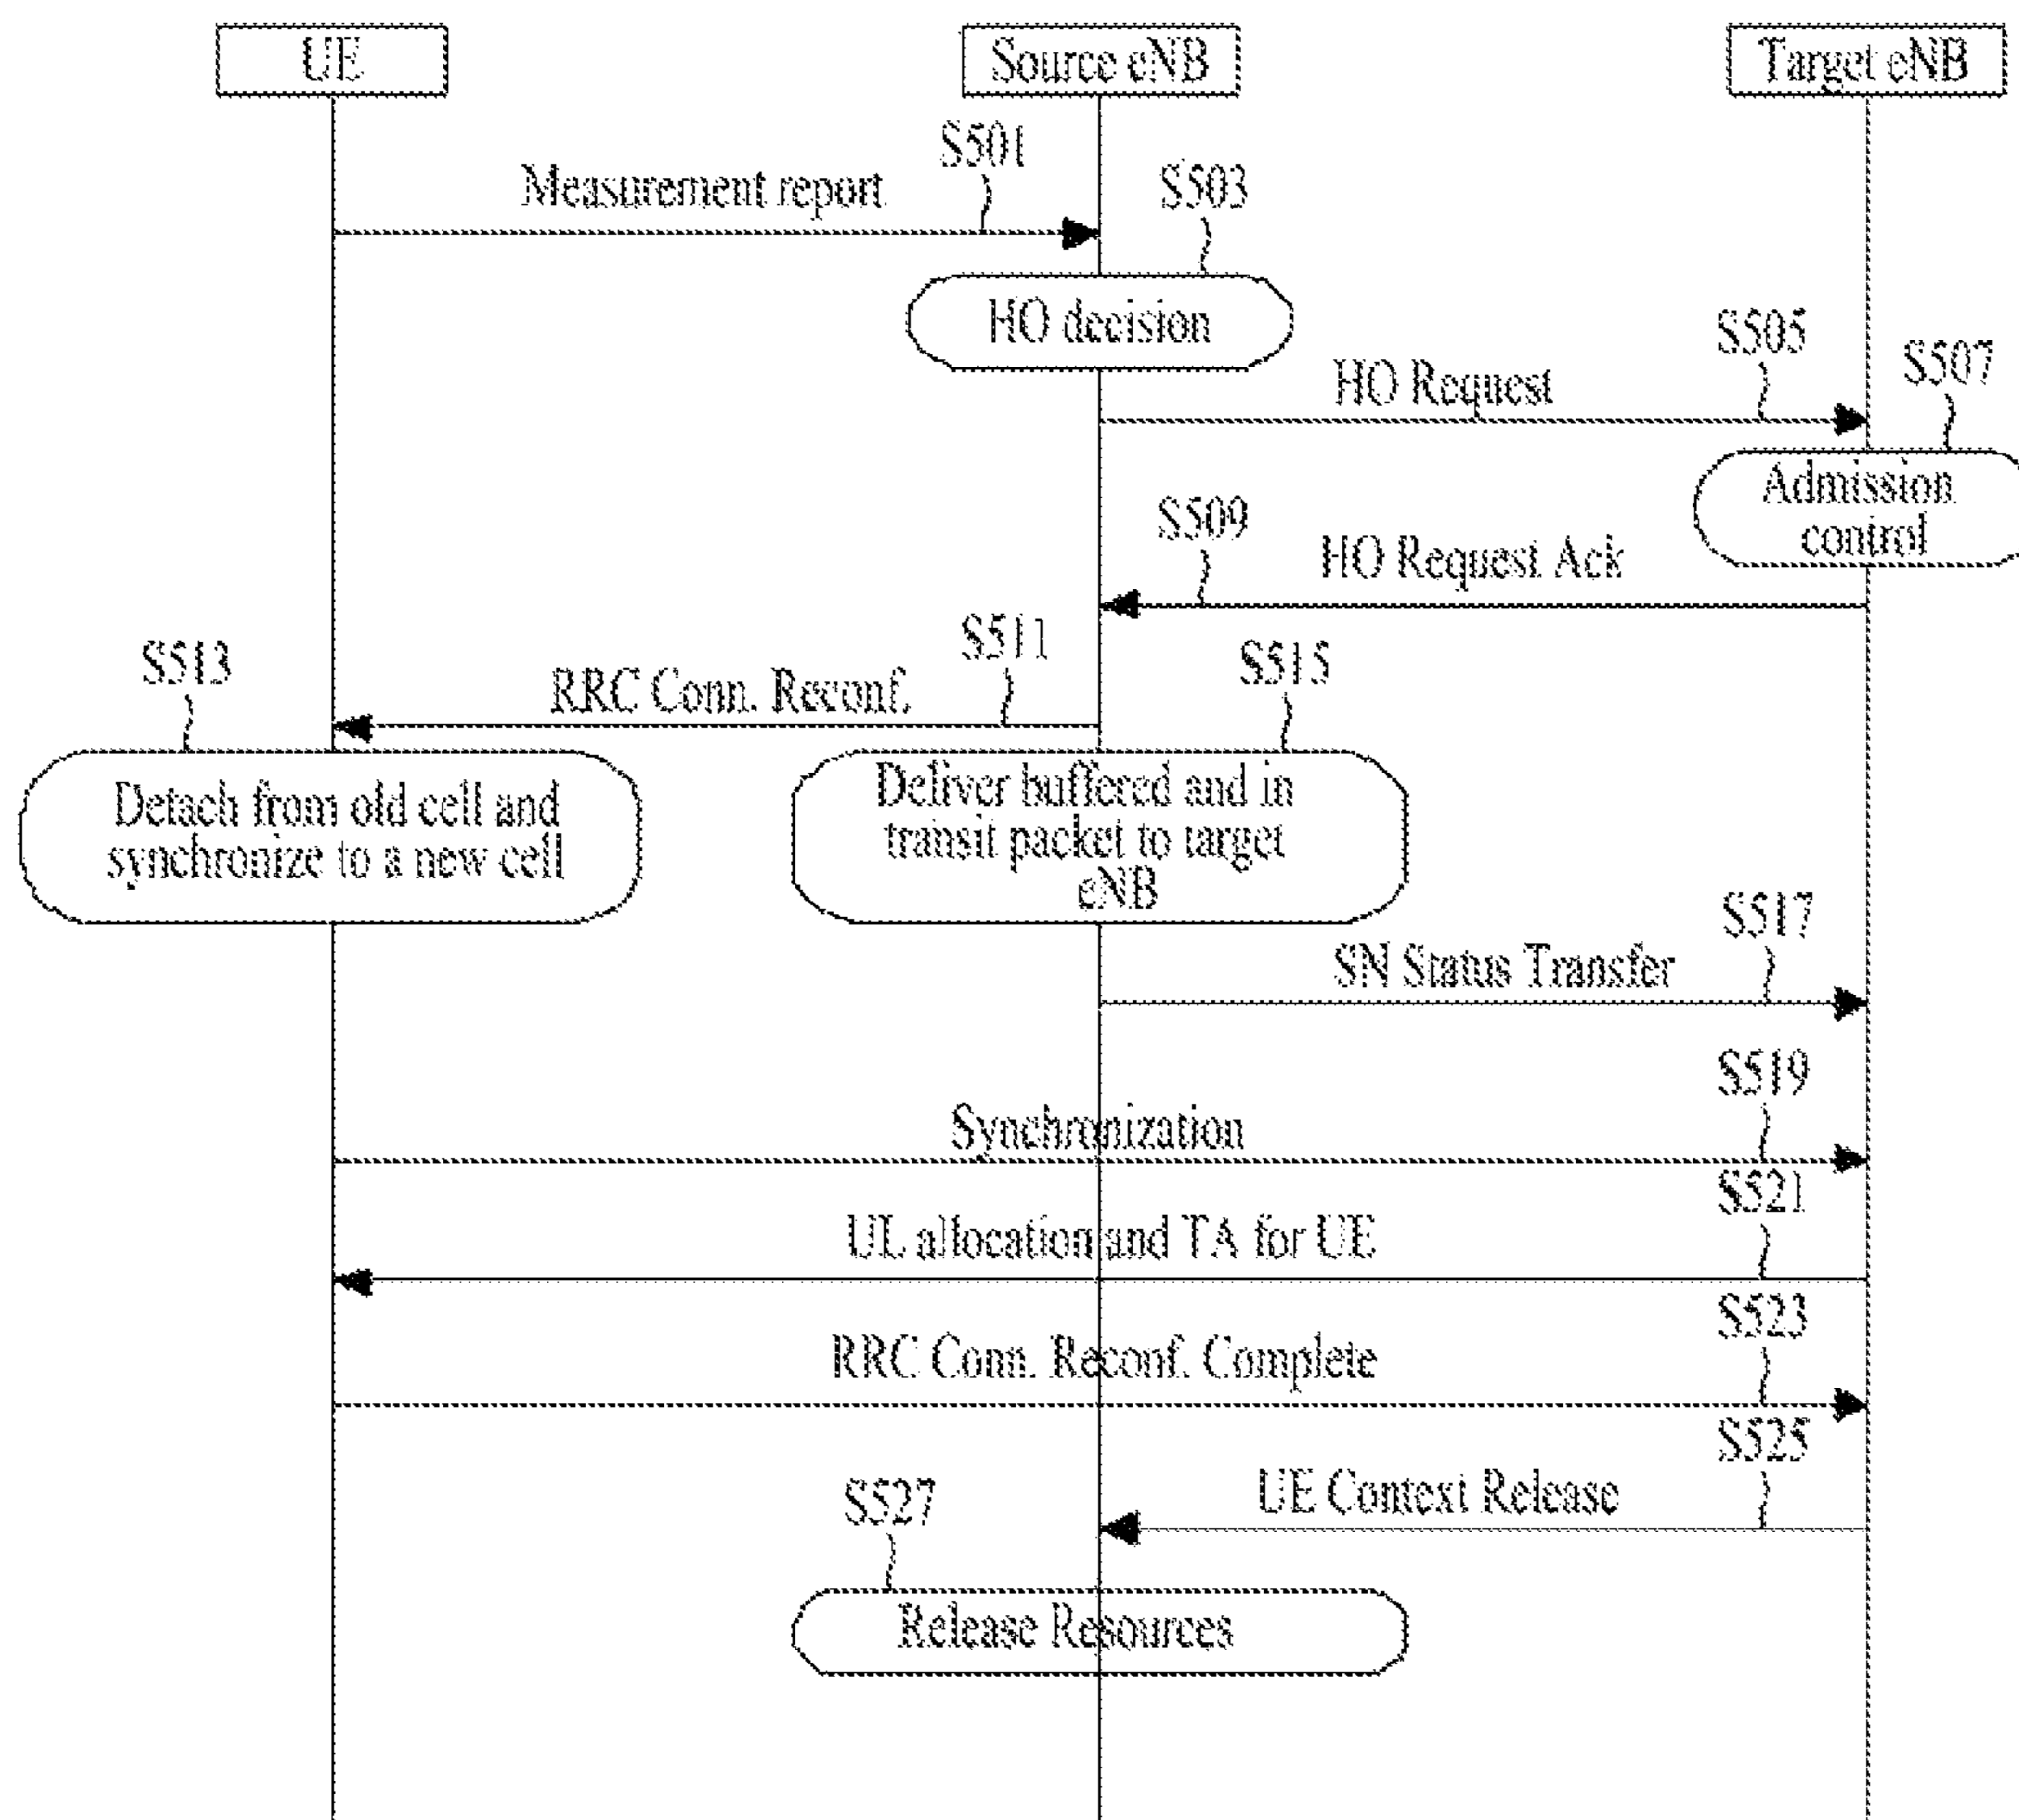 UE
Source eNB
Target eNB
S501
Measurement report
S503
HO decision
S505
HO Request
S507
Admission
control
S509
HO Request Ack
S511
RRC Conn. Reconf.
S513
Detach from old cell and
synchronize to a new cell
S515
Deliver buffered and in
transit packet to target
eNB
S517
SN Status Transfer
S519
Synchronization
S521
UL allocation and TA for UE
S523
RRC Conn. Reconf. Complete
S525
UE Context Release
S527
Release Resources